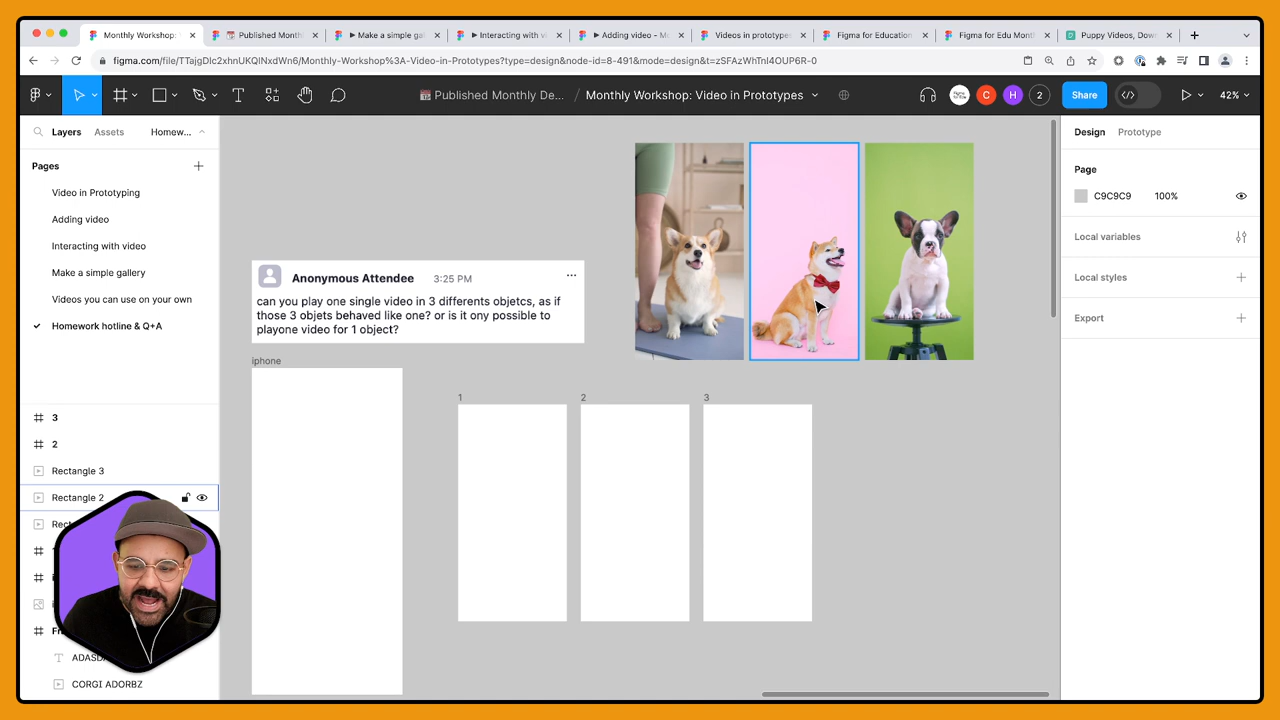 Monthly Workshop:
Published Month
Make a simple gal
Interacting with vi
Adding video - M
Videos in prototypes
Figma for Education
Figma for Edu Month
Puppy Videos, Dow
figma.com/file/TTajgDlc2xhnUKQlNxdWn6/Monthly-Workshop%3A-Video-in-Prototypes?type=design&node-id=8-491&mode=design&t=zSFAzWhTnI4OUP6R-0
Published Monthly De...
Monthly Workshop: Video in Prototypes
C
H
2
Share
42%
Layers
Assets
Homew...
Design
Prototype
Pages
Video in Prototyping
Adding video
Interacting with video
Make a simple gallery
Videos you can use on your own
Homework hotline & Q+A
3
2
Rectangle 3
Rectangle 2
Rec
ADASD
CORGI ADORBZ
Anonymous Attendee 3:25 PM
can you play one single video in 3 differents objetcs, as if
those 3 objets behaved like one? or is it ony possible to
playone video for 1 object?
iphone
1
2
3
Page
C9C9C9 100%
Local variables
Local styles
Export